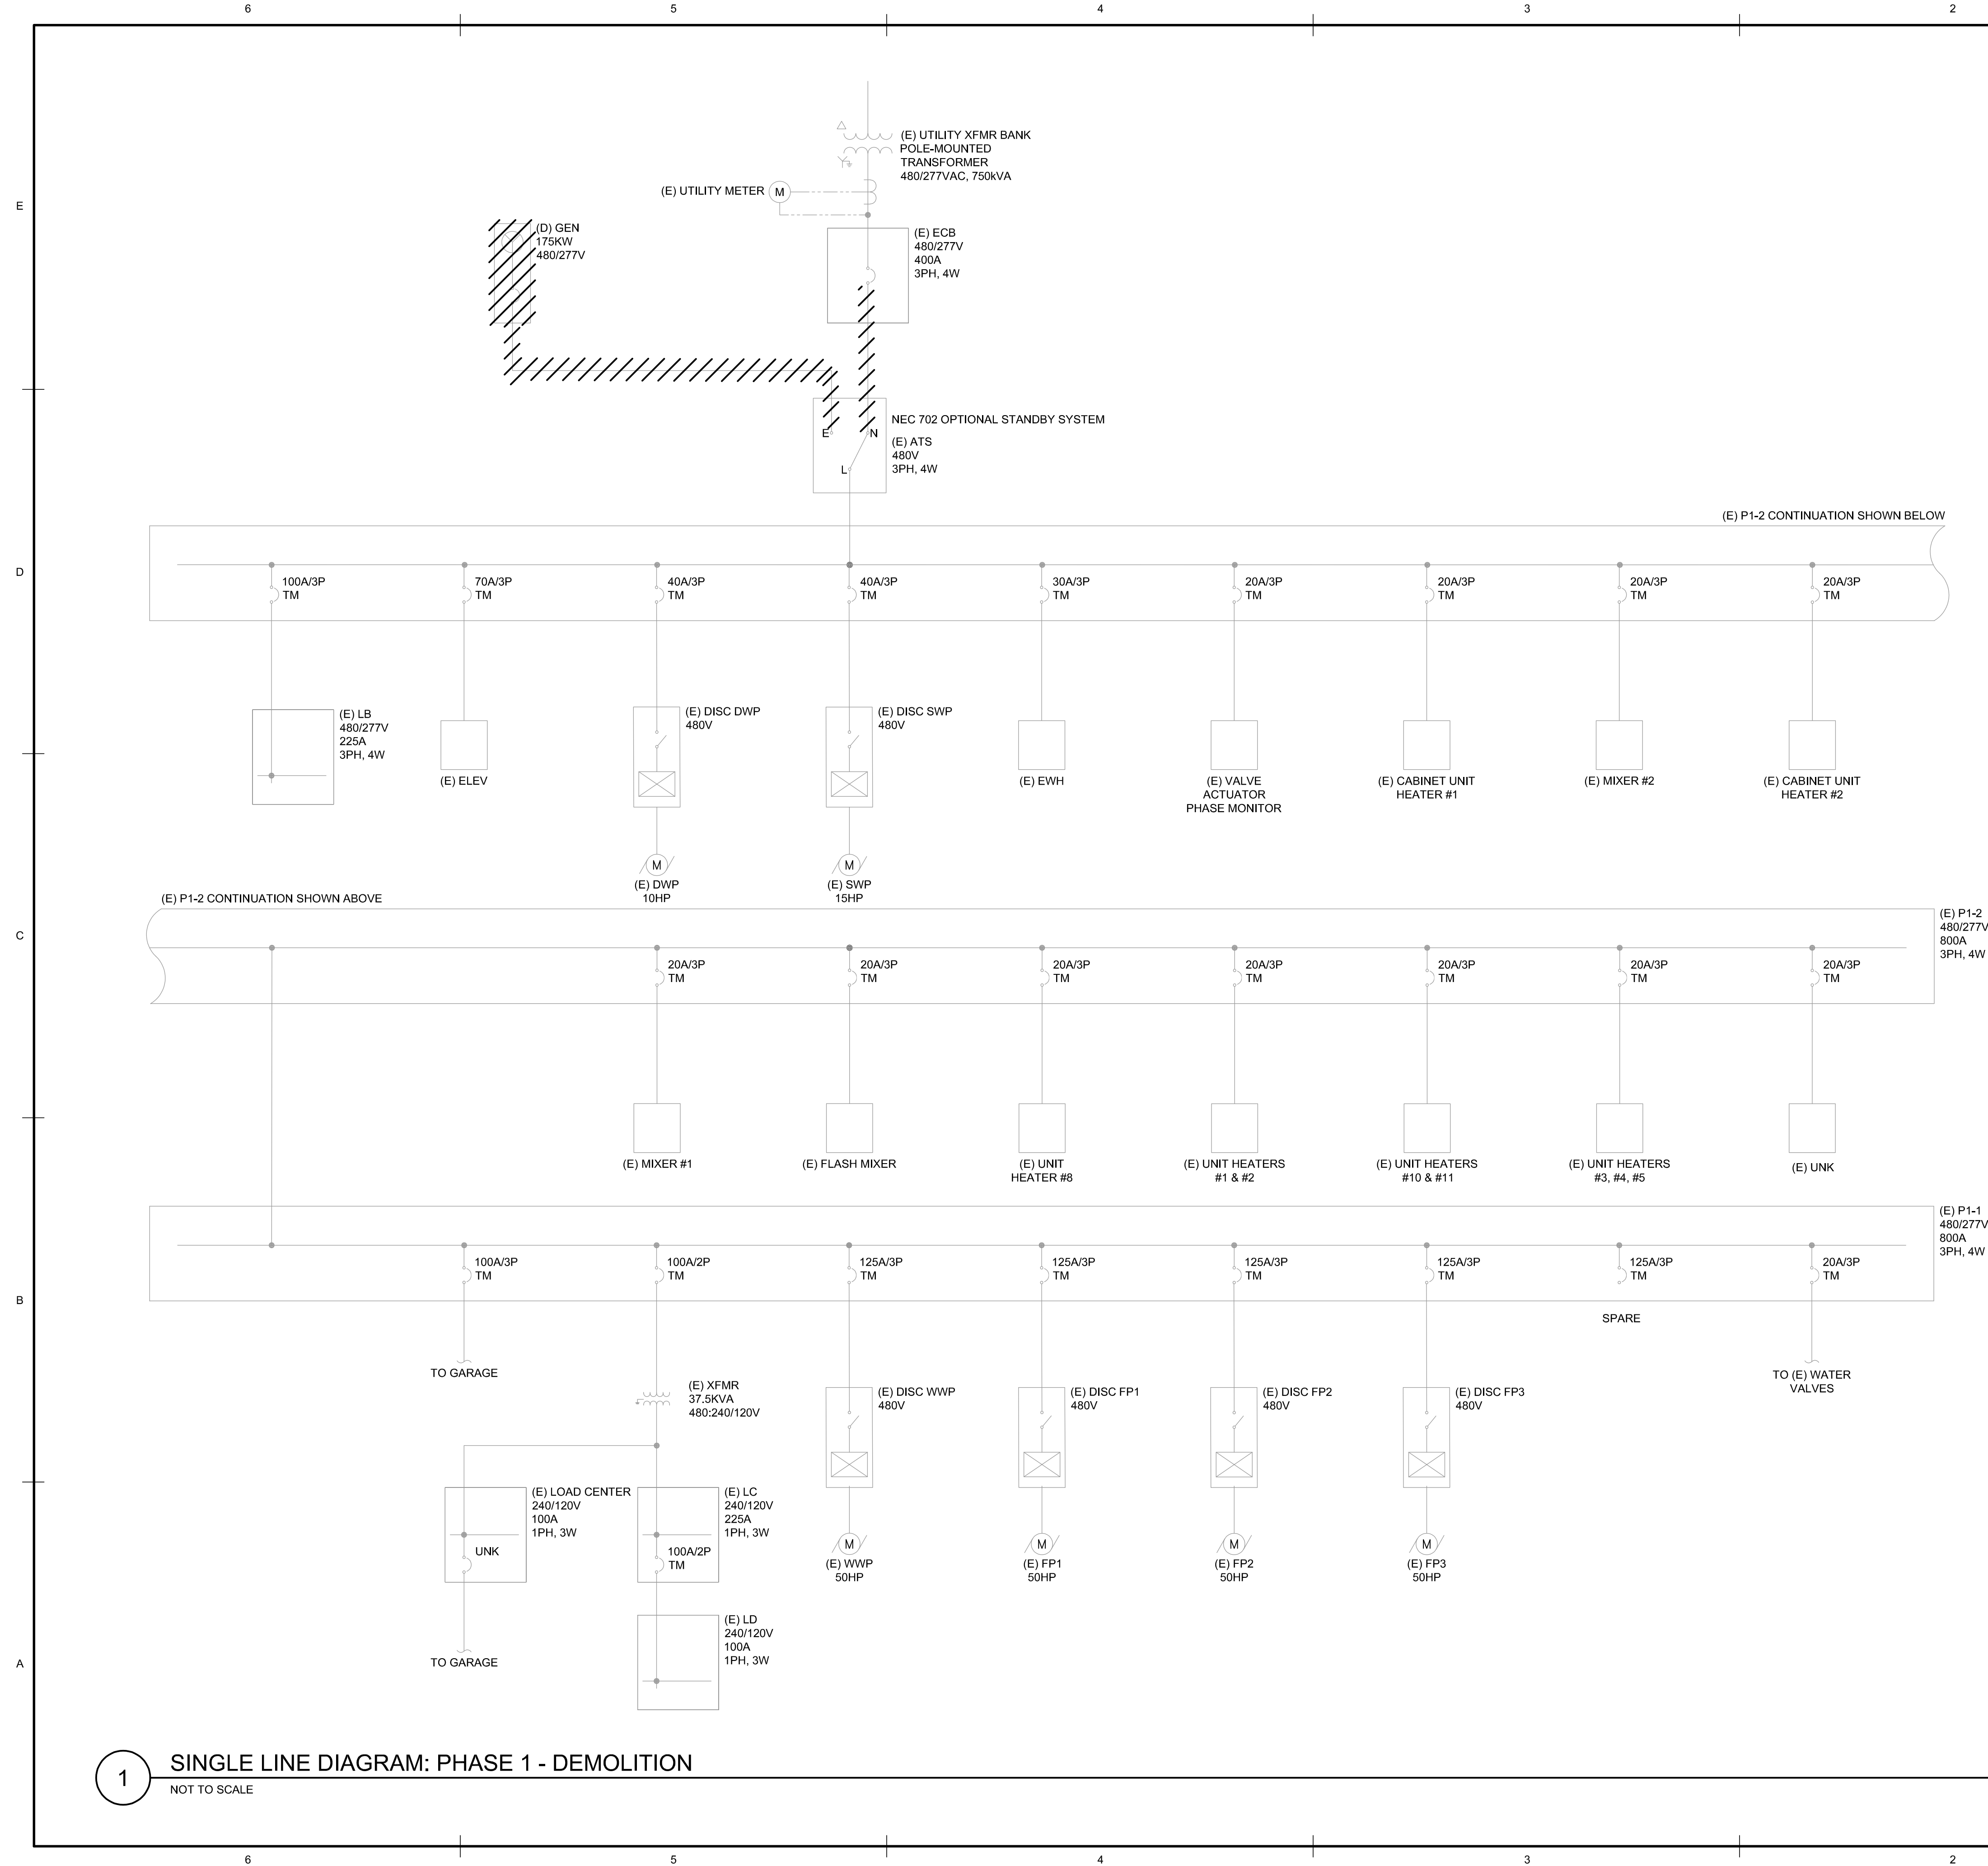 6 5 4 3 2
(E) UTILITY XFMR BANK
POLE-MOUNTED
TRANSFORMER
480/277VAC, 750kVA
(E) UTILITY METER
M
E
(D) GEN
175KW
480/277V
(E) ECB
480/277V
400A
3PH, 4W
NEC 702 OPTIONAL STANDBY SYSTEM
E
N
L
(E) ATS
480V
3PH, 4W
(E) P1-2 CONTINUATION SHOWN BELOW
D
100A/3P
TM
70A/3P
TM
40A/3P
TM
40A/3P
TM
30A/3P
TM
20A/3P
TM
20A/3P
TM
20A/3P
TM
20A/3P
TM
(E) LB
480/277V
225A
3PH, 4W
(E) ELEV
(E) DISC DWP
480V
M
(E) DWP
10HP
(E) DISC SWP
480V
M
(E) SWP
15HP
(E) EWH
(E) VALVE
ACTUATOR
PHASE MONITOR
(E) CABINET UNIT
HEATER #1
(E) MIXER #2
(E) CABINET UNIT
HEATER #2
(E) P1-2 CONTINUATION SHOWN ABOVE
C
(E) P1-2
480/277V
800A
3PH, 4W
20A/3P
TM
20A/3P
TM
20A/3P
TM
20A/3P
TM
20A/3P
TM
20A/3P
TM
20A/3P
TM
(E) MIXER #1
(E) FLASH MIXER
(E) UNIT
HEATER #8
(E) UNIT HEATERS
#1 & #2
(E) UNIT HEATERS
#10 & #11
(E) UNIT HEATERS
#3, #4, #5
(E) UNK
(E) P1-1
480/277V
800A
3PH, 4W
B
100A/3P
TM
100A/2P
TM
125A/3P
TM
125A/3P
TM
125A/3P
TM
125A/3P
TM
125A/3P
TM
20A/3P
TM
SPARE
TO GARAGE
TO (E) WATER
VALVES
(E) XFMR
37.5KVA
480:240/120V
(E) DISC WWP
480V
(E) DISC FP1
480V
(E) DISC FP2
480V
(E) DISC FP3
480V
(E) LOAD CENTER
240/120V
100A
1PH, 3W
UNK
(E) LC
240/120V
225A
1PH, 3W
100A/2P
TM
M
(E) WWP
50HP
M
(E) FP1
50HP
M
(E) FP2
50HP
M
(E) FP3
50HP
(E) LD
240/120V
100A
1PH, 3W
TO GARAGE
A
1
SINGLE LINE DIAGRAM: PHASE 1 - DEMOLITION
NOT TO SCALE
6 5 4 3 2